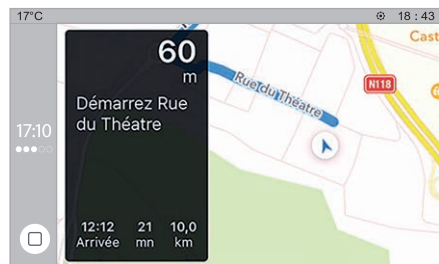 17°C
18 : 43
60
m
Démarrez Rue
du Théatre
17:10
12:12 21 10,0
Arrivée mn km
Rue du Théatre
N118
Cast